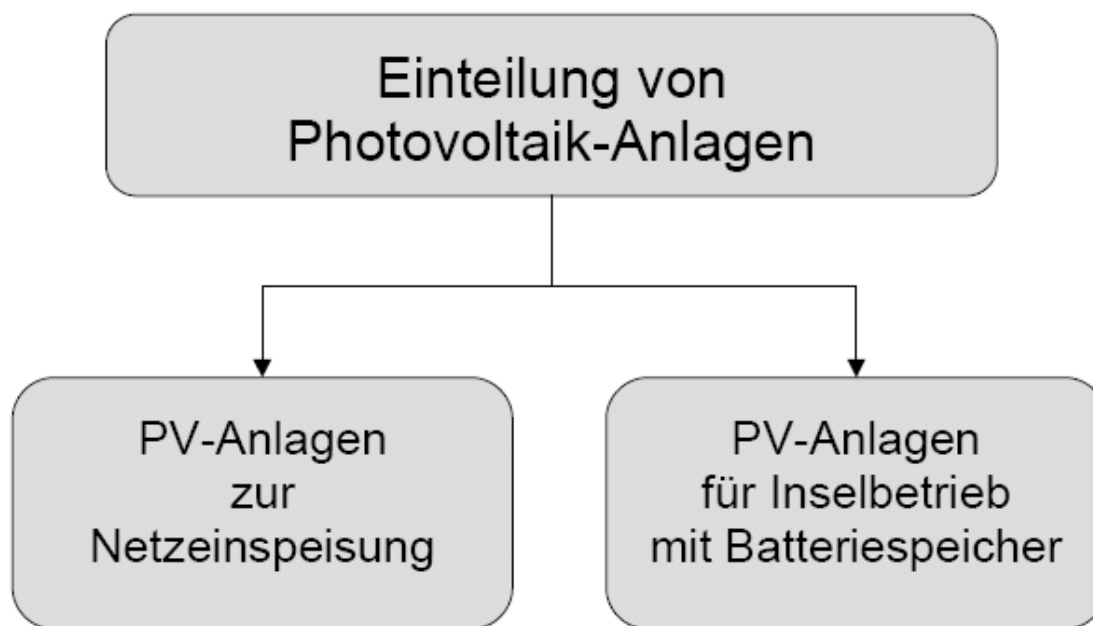 Einteilung von
Photovoltaik-Anlagen
PV-Anlagen
zur
Netzeinspeisung
PV-Anlagen
für Inselbetrieb
mit Batteriespeicher